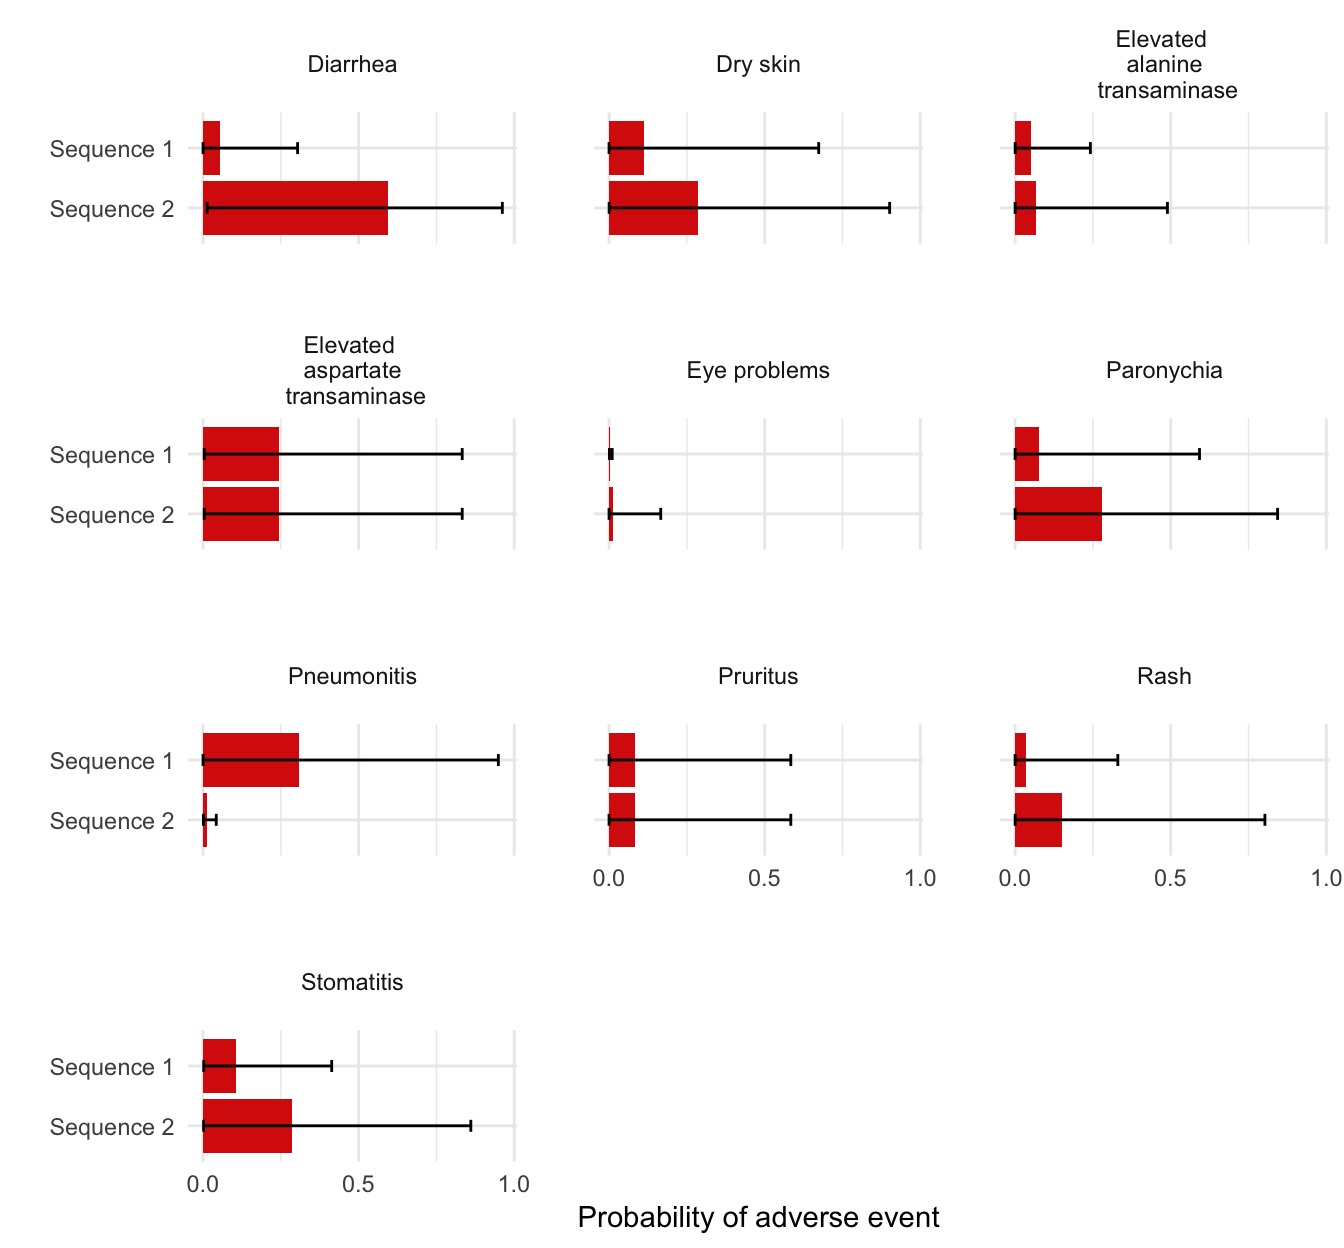 Diarrhea
Dry skin
Elevated
alanine
transaminase
Sequence 1
Sequence 2
Elevated
aspartate
transaminase
Eye problems
Paronychia
Sequence 1
Sequence 2
Pneumonitis
Pruritus
Rash
Sequence 1
Sequence 2
0.0 0.5 1.0
0.0 0.5 1.0
Stomatitis
Sequence 1
Sequence 2
0.0 0.5 1.0
Probability of adverse event